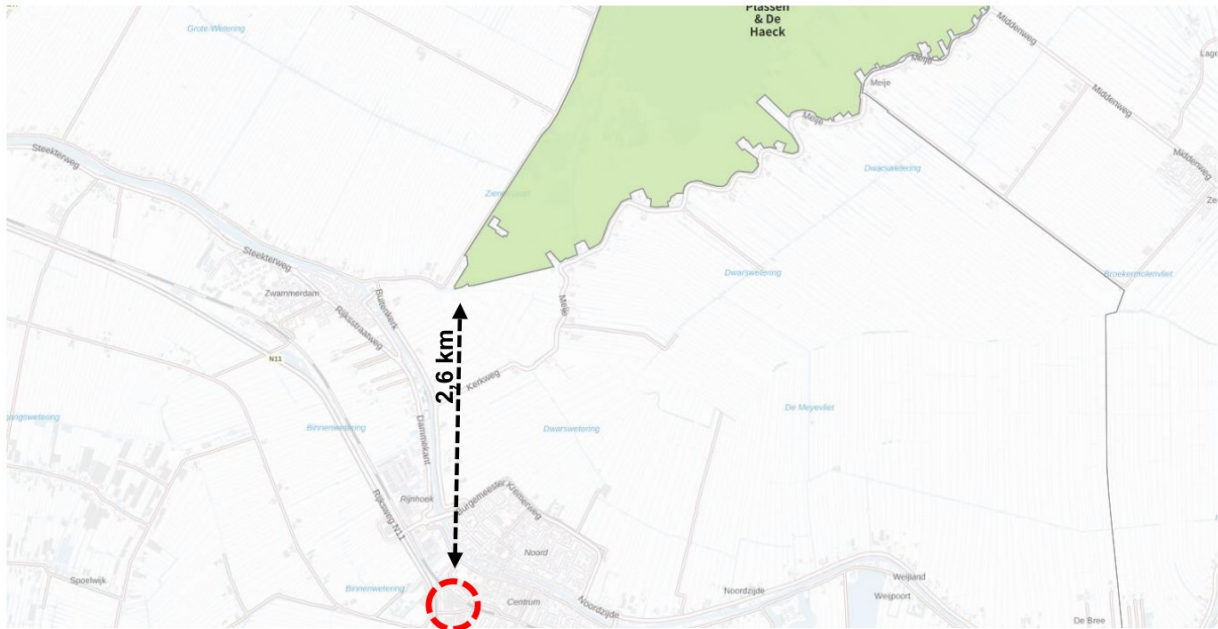 Plassen
& De
Haeck
Grote Wetering
Middenweg
Meije
Meije
Middenweg
Meije
Steekterweg
Middenweg
Dwarswetering
Steekterweg
Dwarswetering
Broekermolenvliet
Zwammerdam
Buitenkerk
Meije
Rijksstraatweg
N11
2,6 km
Kerkweg
De Meyevliet
Binnenwetering
Dammekant
Dwarswetering
Rijnhoek
Burgemeester Kremerweg
Rijksweg N11
Noord
Spoelwijk
Binnenwetering
Centrum
Noordzijde
Noordzijde
Weijland
Weijpoort
De Bree